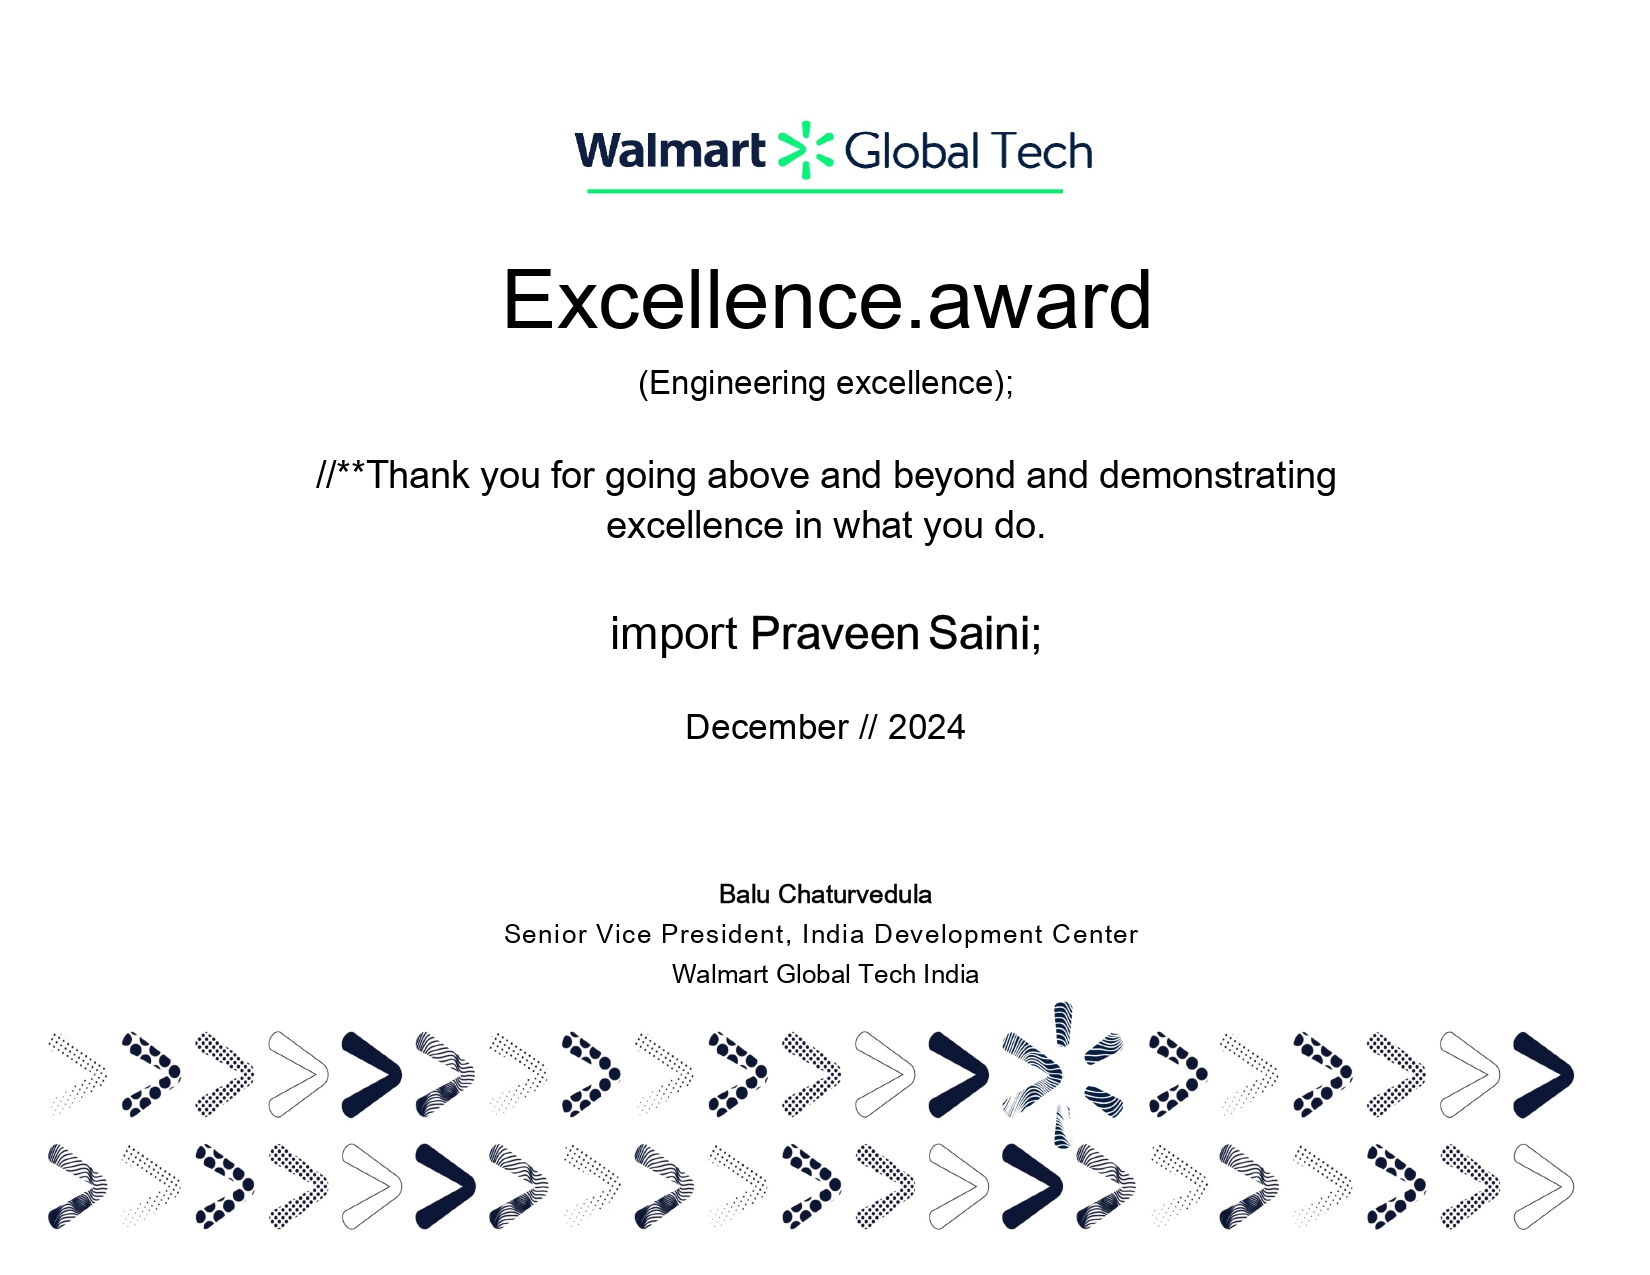 Walmart Global Tech
Excellence.award
(Engineering excellence);
//**Thank you for going above and beyond and demonstrating
excellence in what you do.
import Praveen Saini;
December // 2024
Balu Chaturvedula
Senior Vice President, India Development Center
Walmart Global Tech India